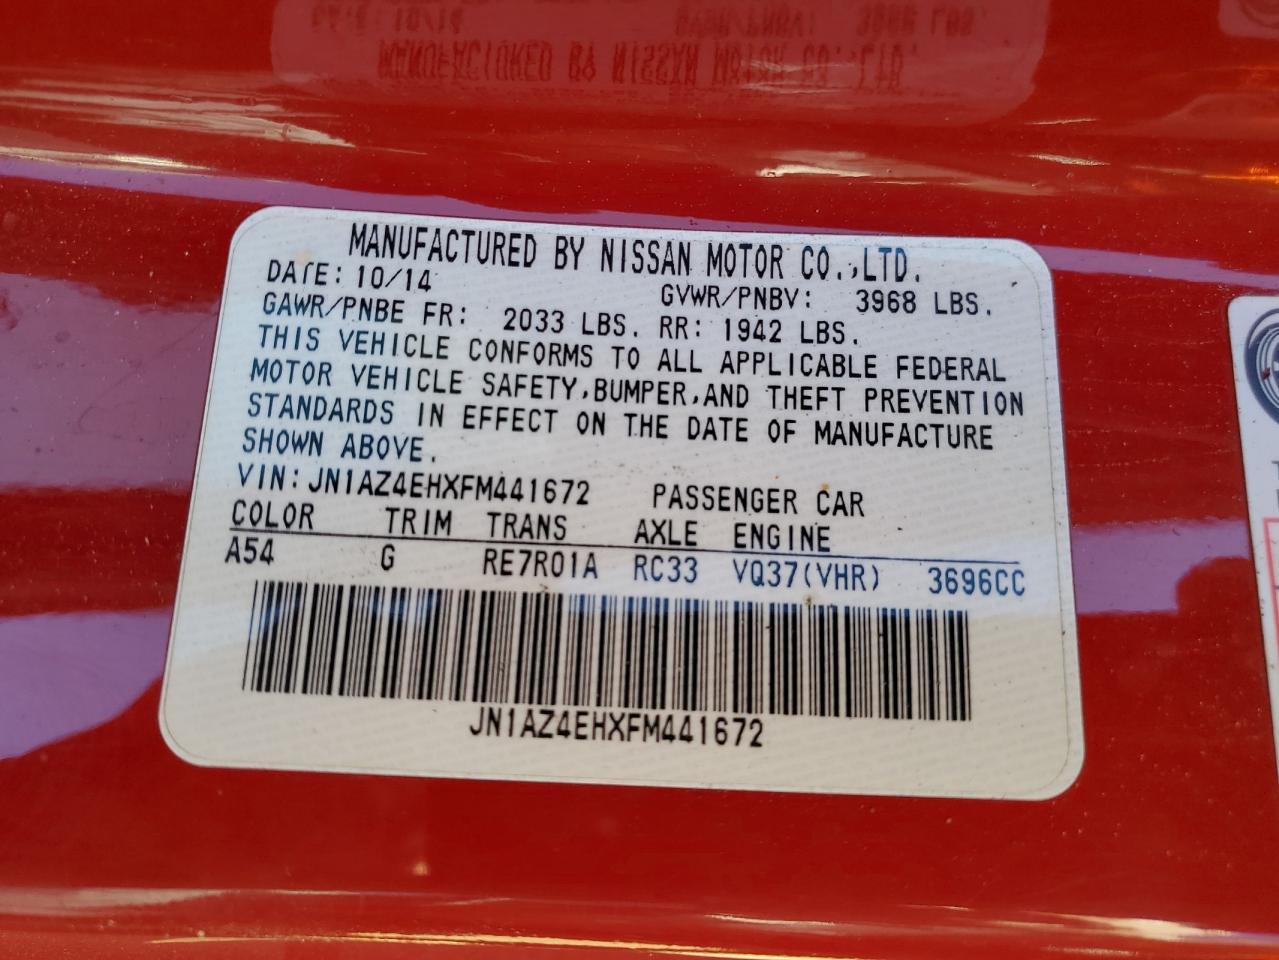 MANUFACTURED BY NISSAN MOTOR CO.,LTD.
DATE: 10/14 GVWR/PNBV: 3968 LBS.
GAWR/PNBE FR: 2033 LBS. RR: 1942 LBS.
THIS VEHICLE CONFORMS TO ALL APPLICABLE FEDERAL
MOTOR VEHICLE SAFETY,BUMPER,AND THEFT PREVENTION
STANDARDS IN EFFECT ON THE DATE OF MANUFACTURE
SHOWN ABOVE.
VIN: JN1AZ4EHXFM441672 PASSENGER CAR
COLOR TRIM TRANS AXLE ENGINE
A54 G RE7R01A RC33 VQ37(VHR) 3696CC
JN1AZ4EHXFM441672